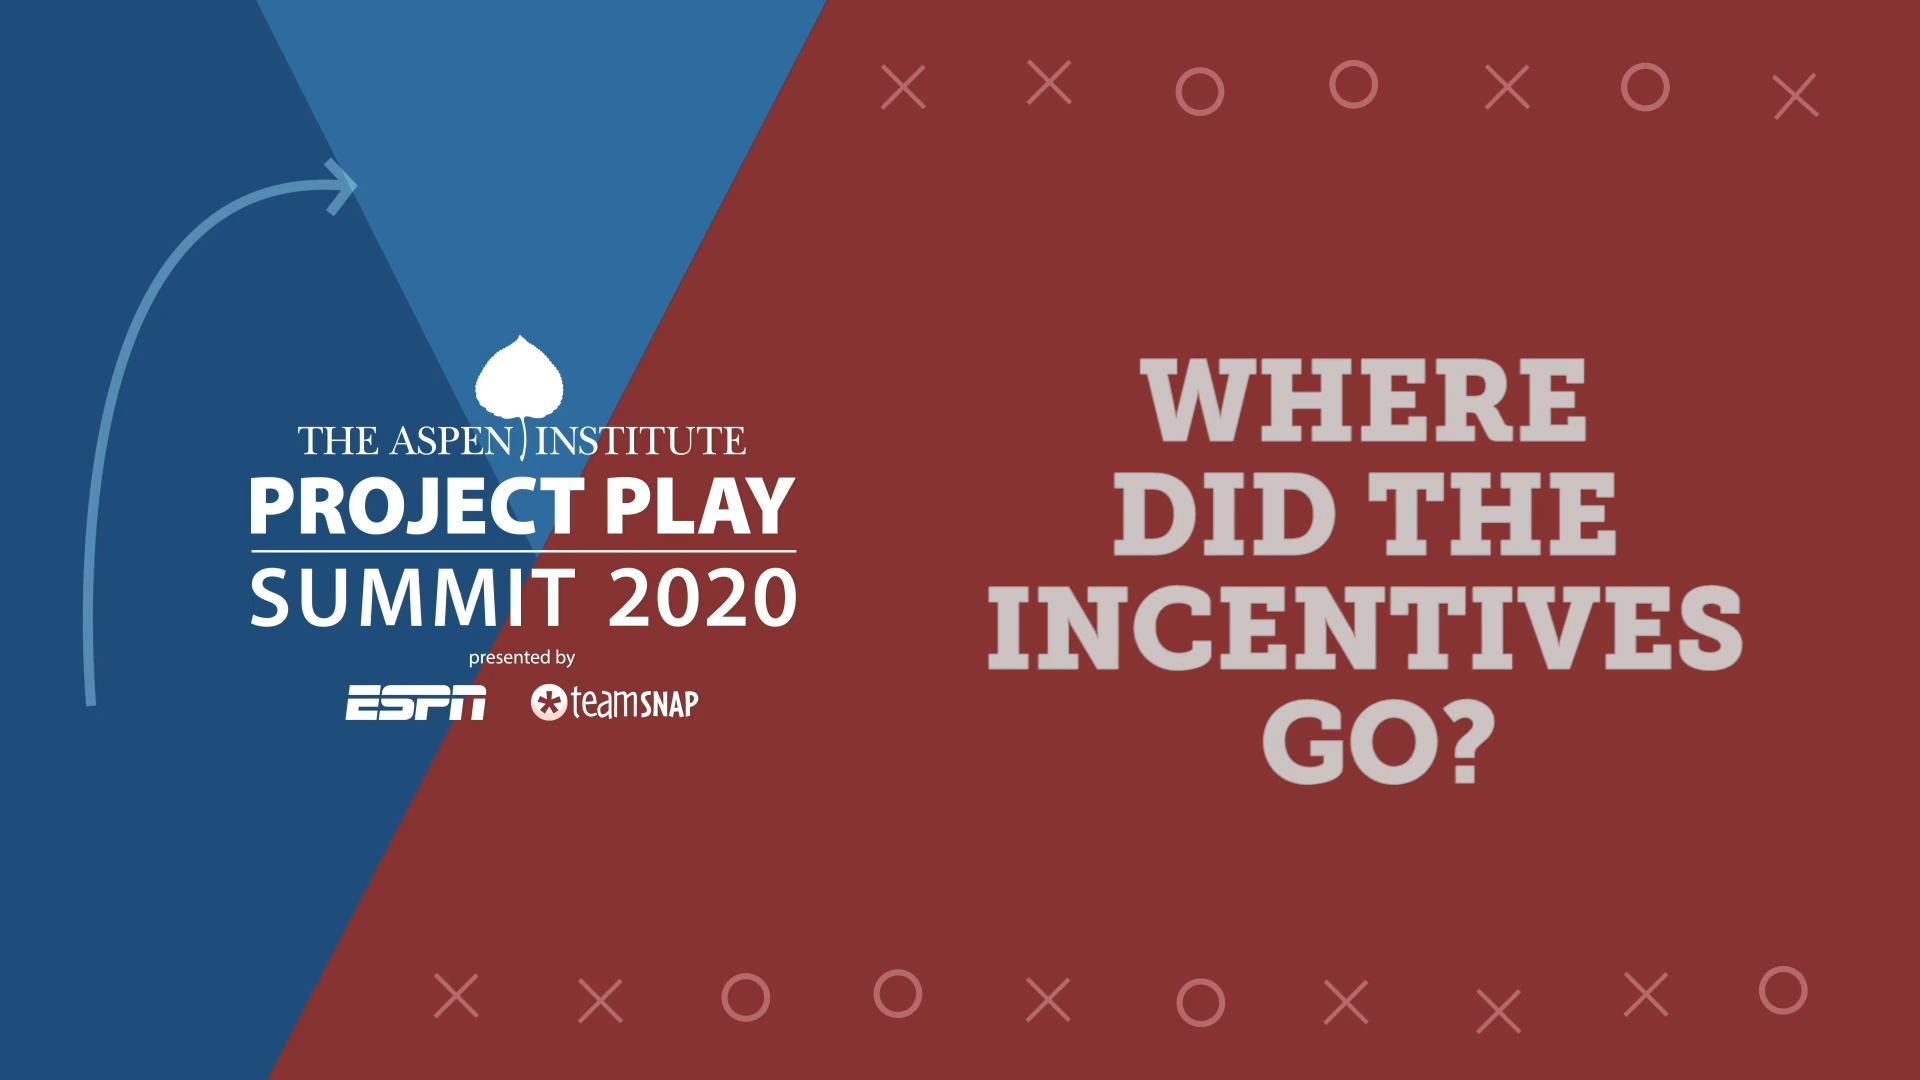 THE ASPEN INSTITUTE
PROJECT PLAY
SUMMIT 2020
presented by
ESPN teamSNAP
WHERE
DID THE
INCENTIVES
GO?